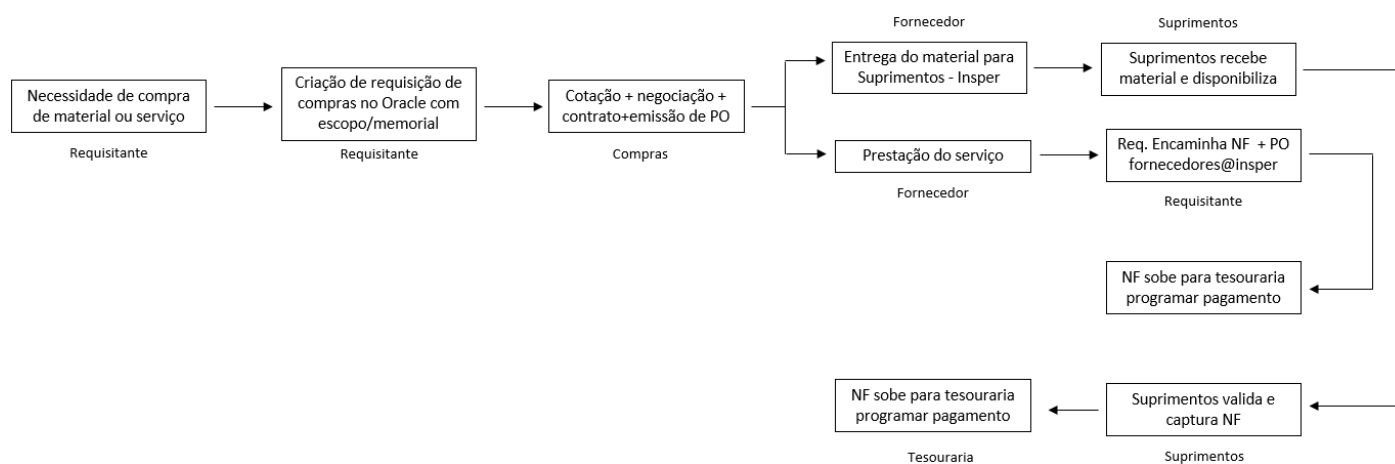 Necessidade de compra
de material ou serviço
Requisitante
Criação de requisição de
compras no Oracle com
escopo/memorial
Requisitante
Cotação + negociação +
contrato+emissão de PO
Compras
Fornecedor
Entrega do material para
Suprimentos - Insper
Suprimentos
Suprimentos recebe
material e disponibiliza
Prestação do serviço
Fornecedor
Req. Encaminha NF + PO
fornecedores@insper
Requisitante
NF sobe para tesouraria
programar pagamento
Suprimentos valida e
captura NF
Suprimentos
NF sobe para tesouraria
programar pagamento
Tesouraria